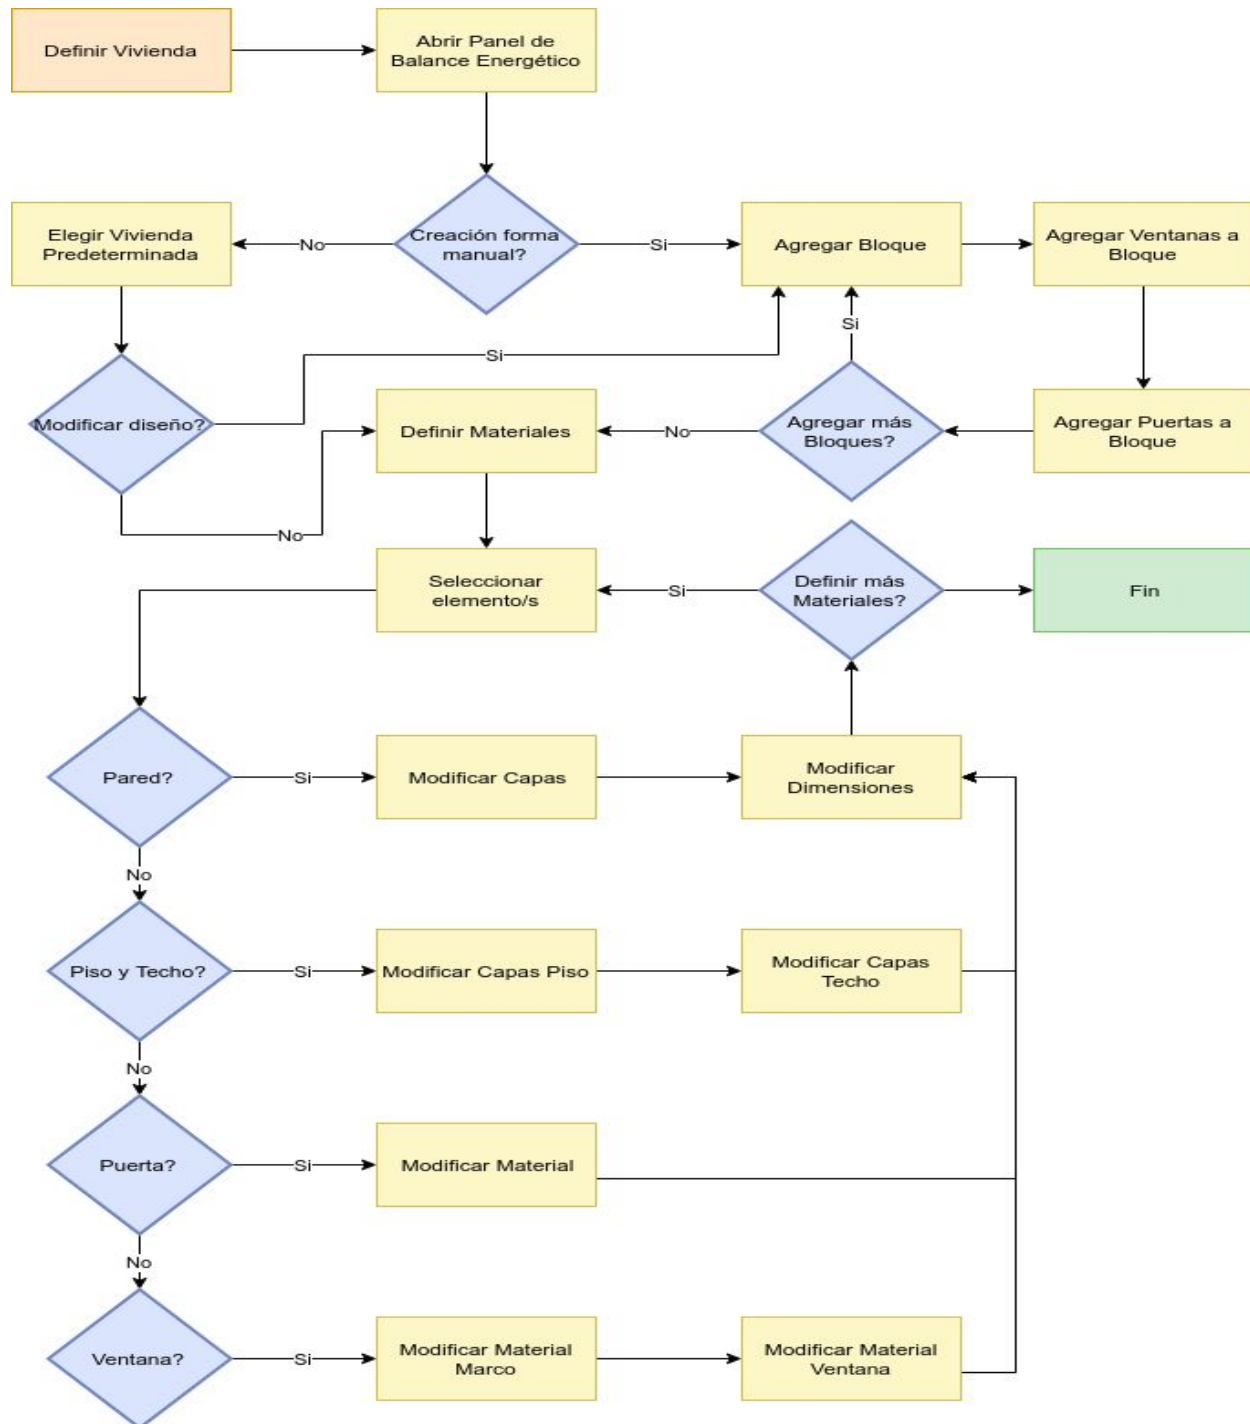 Definir Vivienda
Abrir Panel de
Balance Energético
Elegir Vivienda
Predeterminada
No
Creación forma
manual?
Si
Agregar Bloque
Agregar Ventanas a
Bloque
Si
Si
Modificar diseño?
Definir Materiales
No
Agregar más
Bloques?
Agregar Puertas a
Bloque
No
Seleccionar
elemento/s
Si
Definir más
Materiales?
Fin
Pared?
Si
Modificar Capas
Modificar
Dimensiones
No
Piso y Techo?
Si
Modificar Capas Piso
Modificar Capas
Techo
No
Puerta?
Si
Modificar Material
No
Ventana?
Si
Modificar Material
Marco
Modificar Material
Ventana